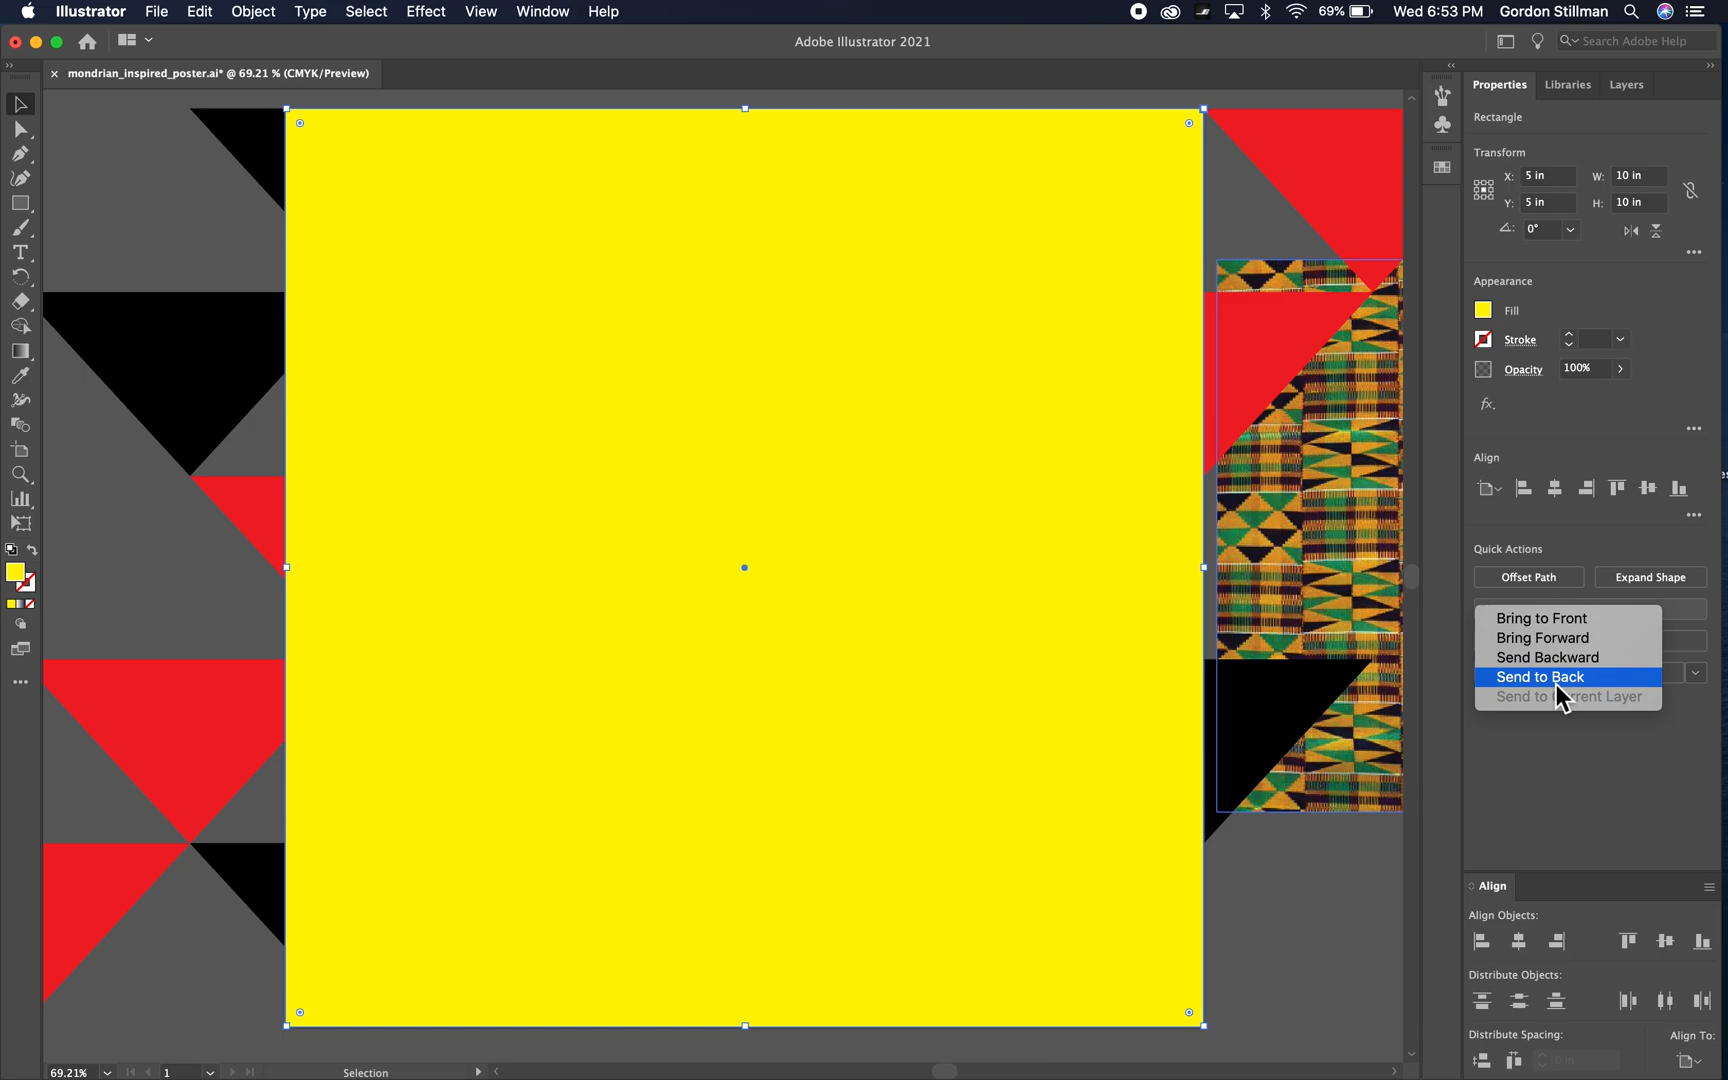 Illustrator File Edit Object Type Select Effect View Window Help 69% Wed 6:53 PM Gordon Stillman
Adobe Illustrator 2021 Search Adobe Help
mondrian_inspired_poster.ai* @ 69.21 % (CMYK/Preview)
Properties Libraries Layers
Rectangle
Transform
X: 5 in W: 10 in
Y: 5 in H: 10 in
0°
Appearance
Fill
Stroke
Opacity 100%
fx.
Align
Quick Actions
Offset Path Expand Shape
Bring to Front
Bring Forward
Send Backward
Send to Back
Send to Current Layer
Align
Align Objects:
Distribute Objects:
Distribute Spacing: Align To:
0 in
69.21% 1 Selection